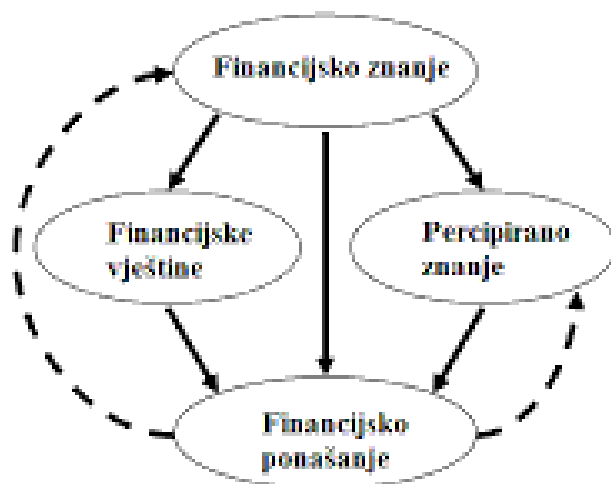 Financijsko znanje
Financijske
vještine
Percipirano
znanje
Financijsko
ponašanje